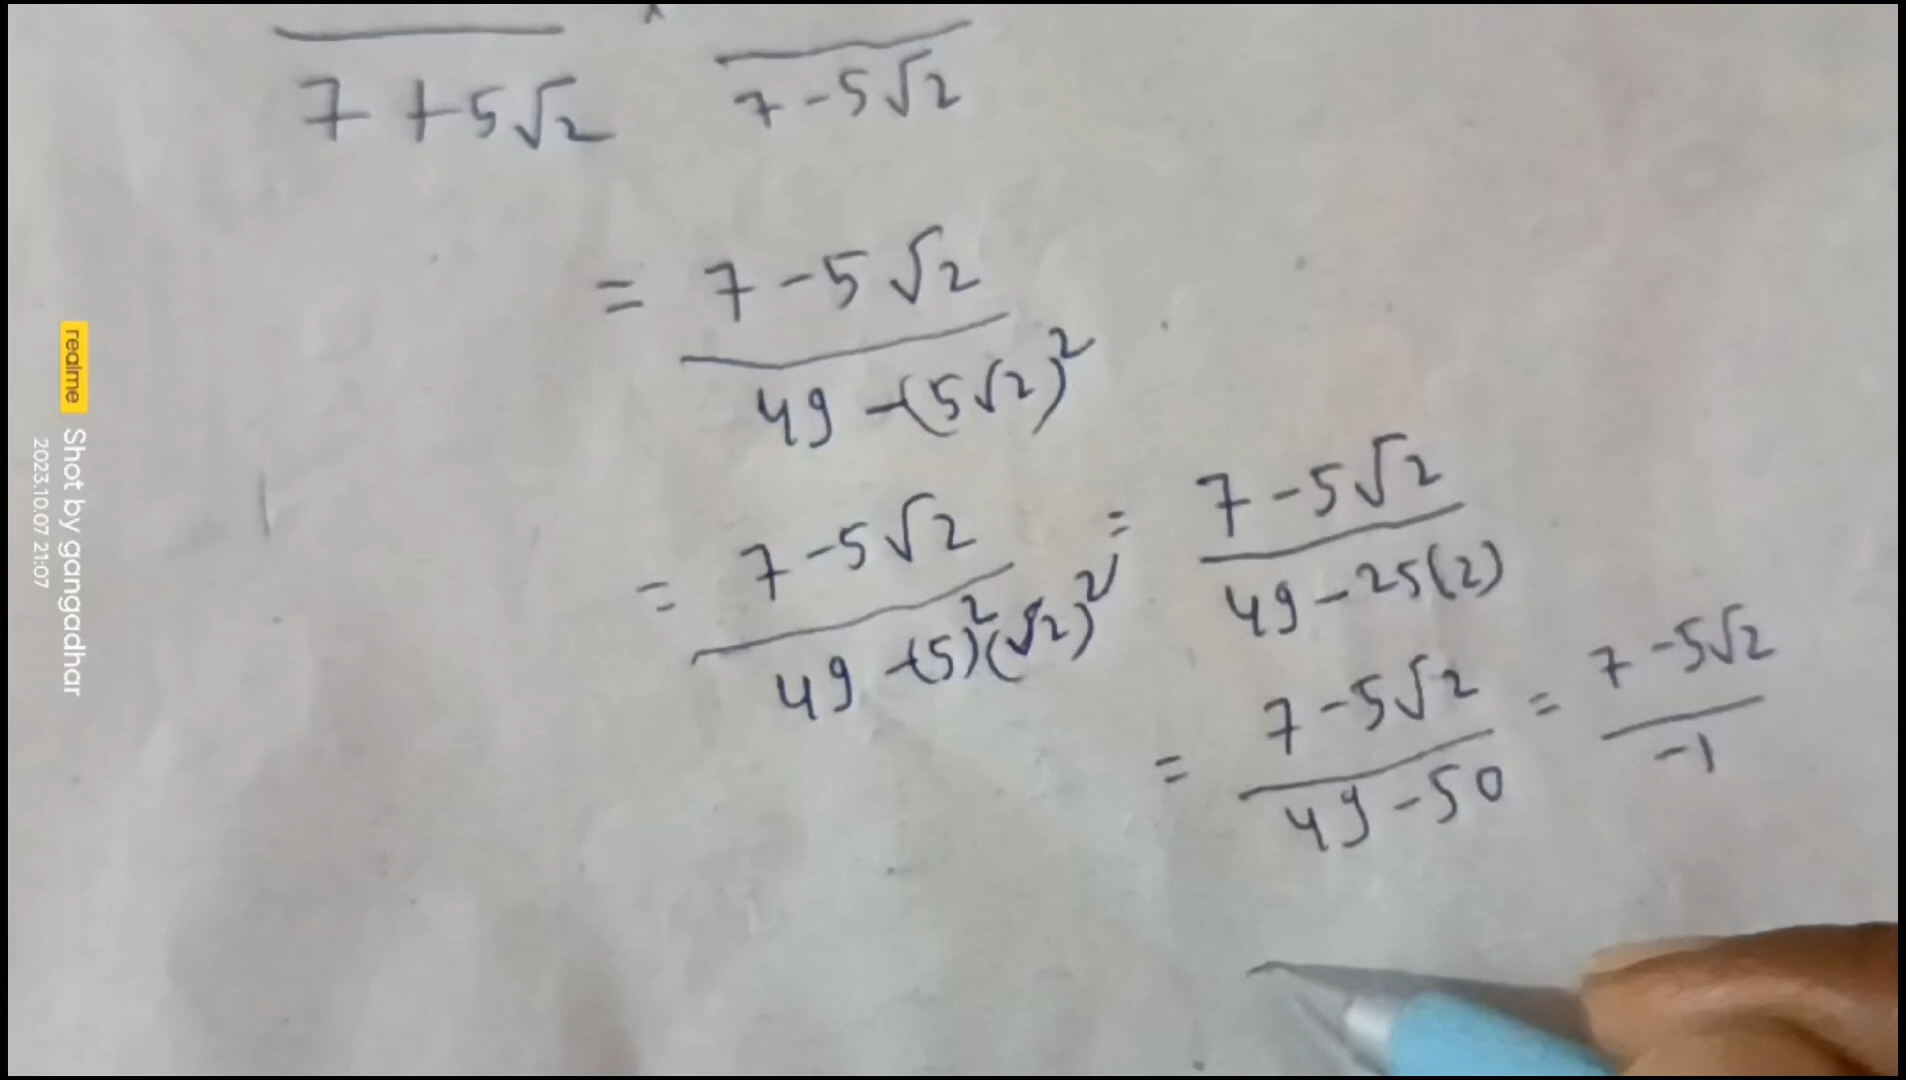 7 + 5√2 7 - 5√2
= 7 - 5√2
49 - (5√2)²
= 7 - 5√2 = 7 - 5√2
49 - (5)²(√2)² 49 - 25(2)
= 7 - 5√2 = 7 - 5√2
49 - 50 -1
realme Shot by gangadhar
2023.10.07 21:07